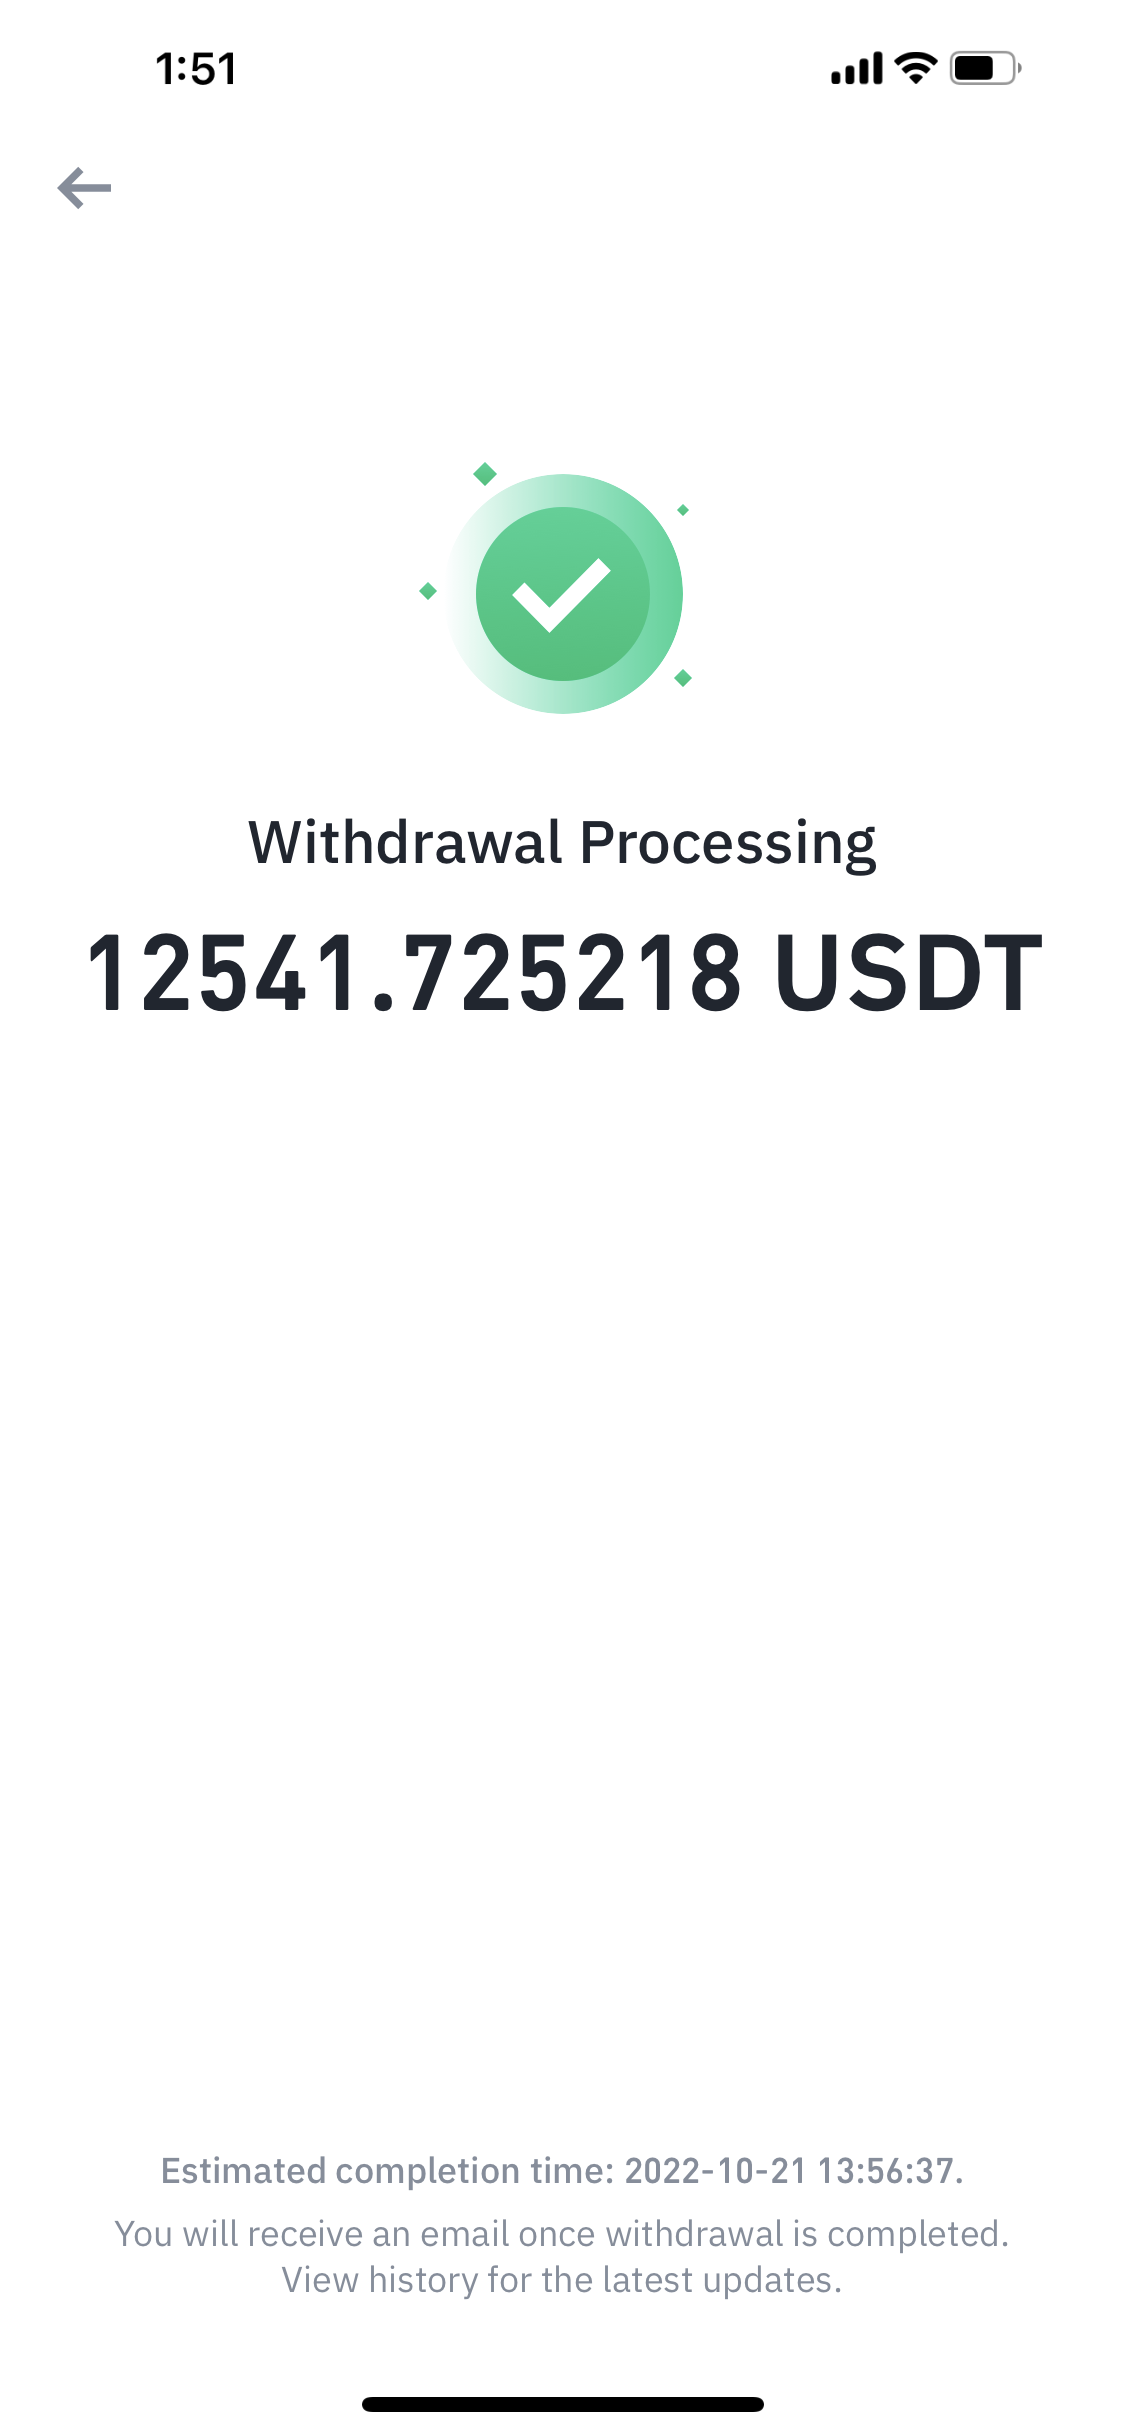 1:51
Withdrawal Processing
12541.725218 USDT
Estimated completion time: 2022-10-21 13:56:37.
You will receive an email once withdrawal is completed.
View history for the latest updates.